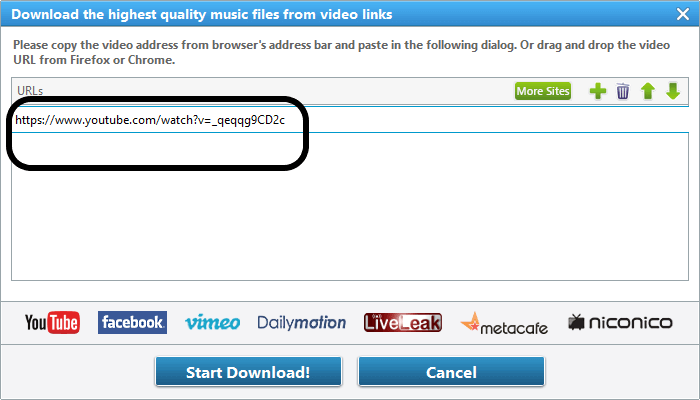 Download the highest quality music files from video links
Please copy the video address from browser's address bar and paste in the following dialog. Or drag and drop the video
URL from Firefox or Chrome.
URLs
More Sites
https://www.youtube.com/watch?v=_qeqqg9CD2c
YouTube facebook. vimeo Dailymotion LiveLeak metacafe niconico
Start Download! Cancel